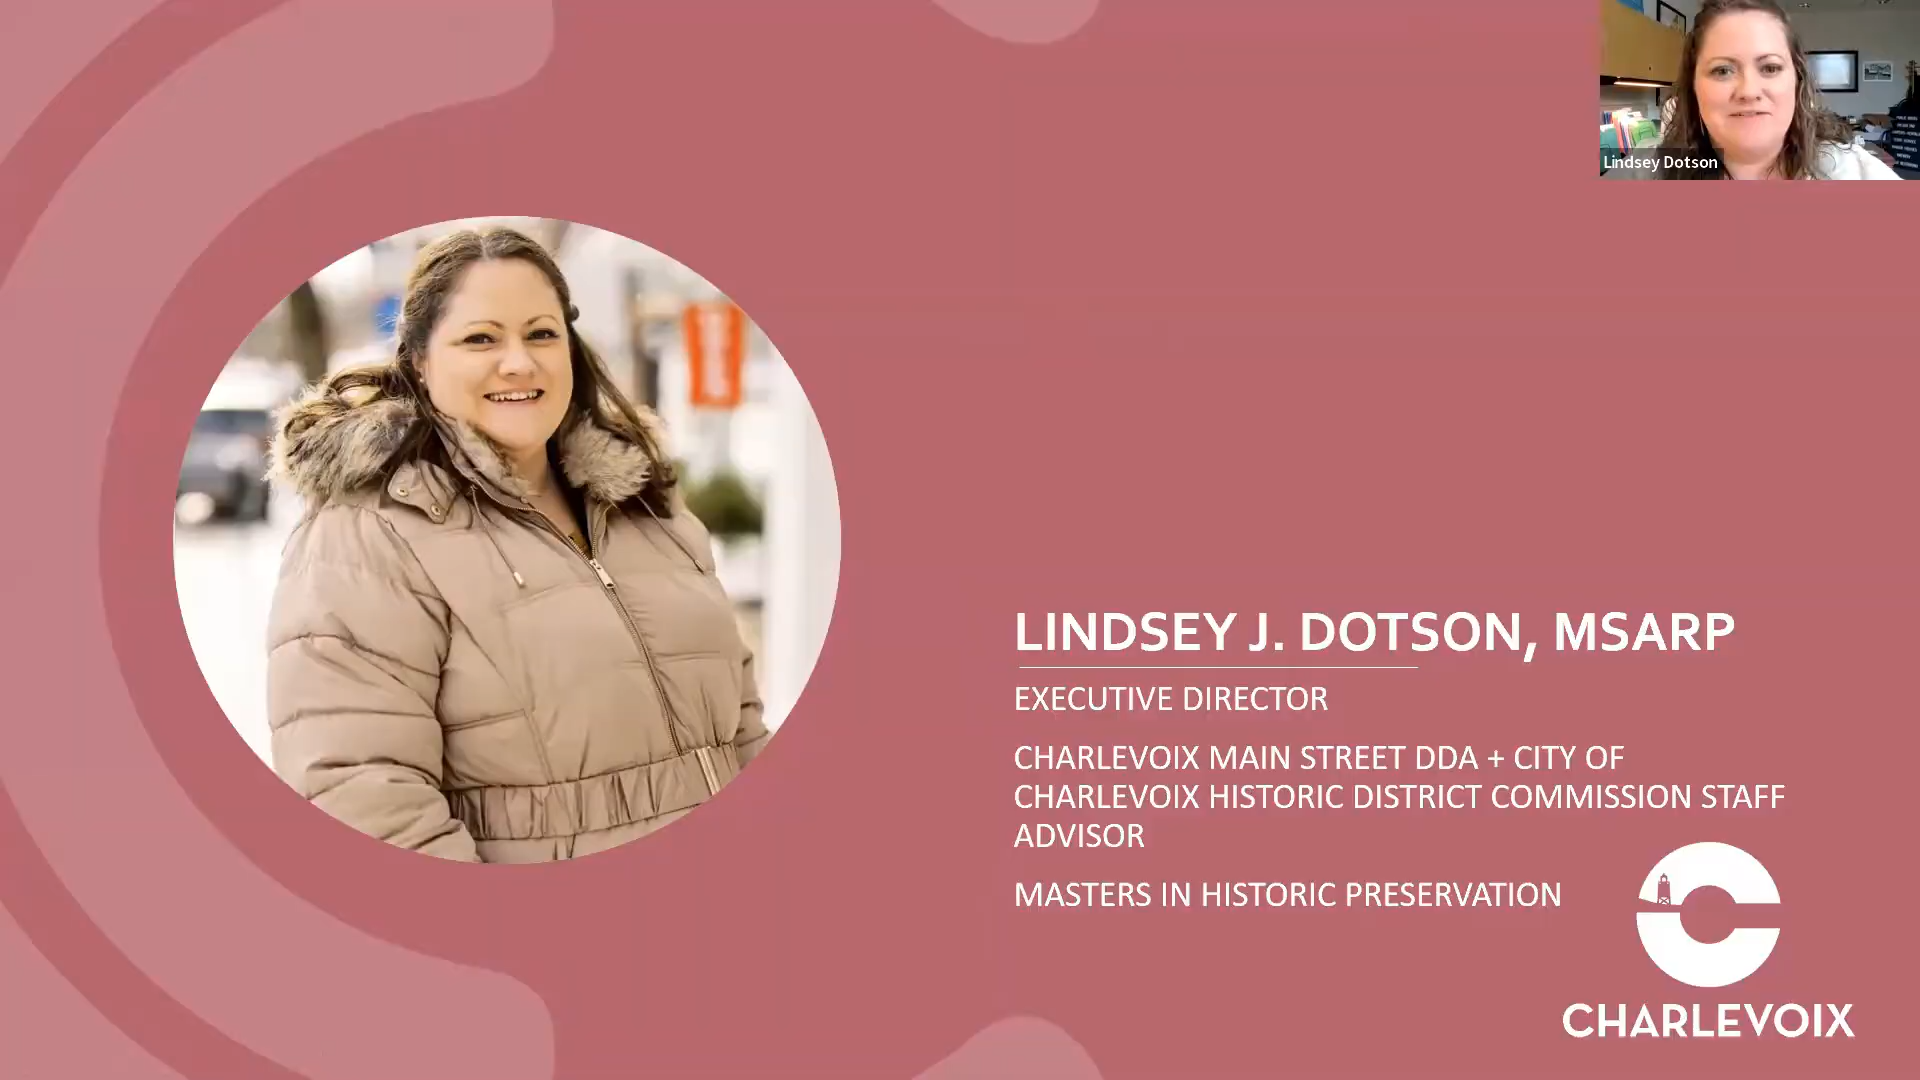 Lindsey Dotson
LINDSEY J. DOTSON, MSARP
EXECUTIVE DIRECTOR
CHARLEVOIX MAIN STREET DDA + CITY OF
CHARLEVOIX HISTORIC DISTRICT COMMISSION STAFF
ADVISOR
MASTERS IN HISTORIC PRESERVATION
CHARLEVOIX